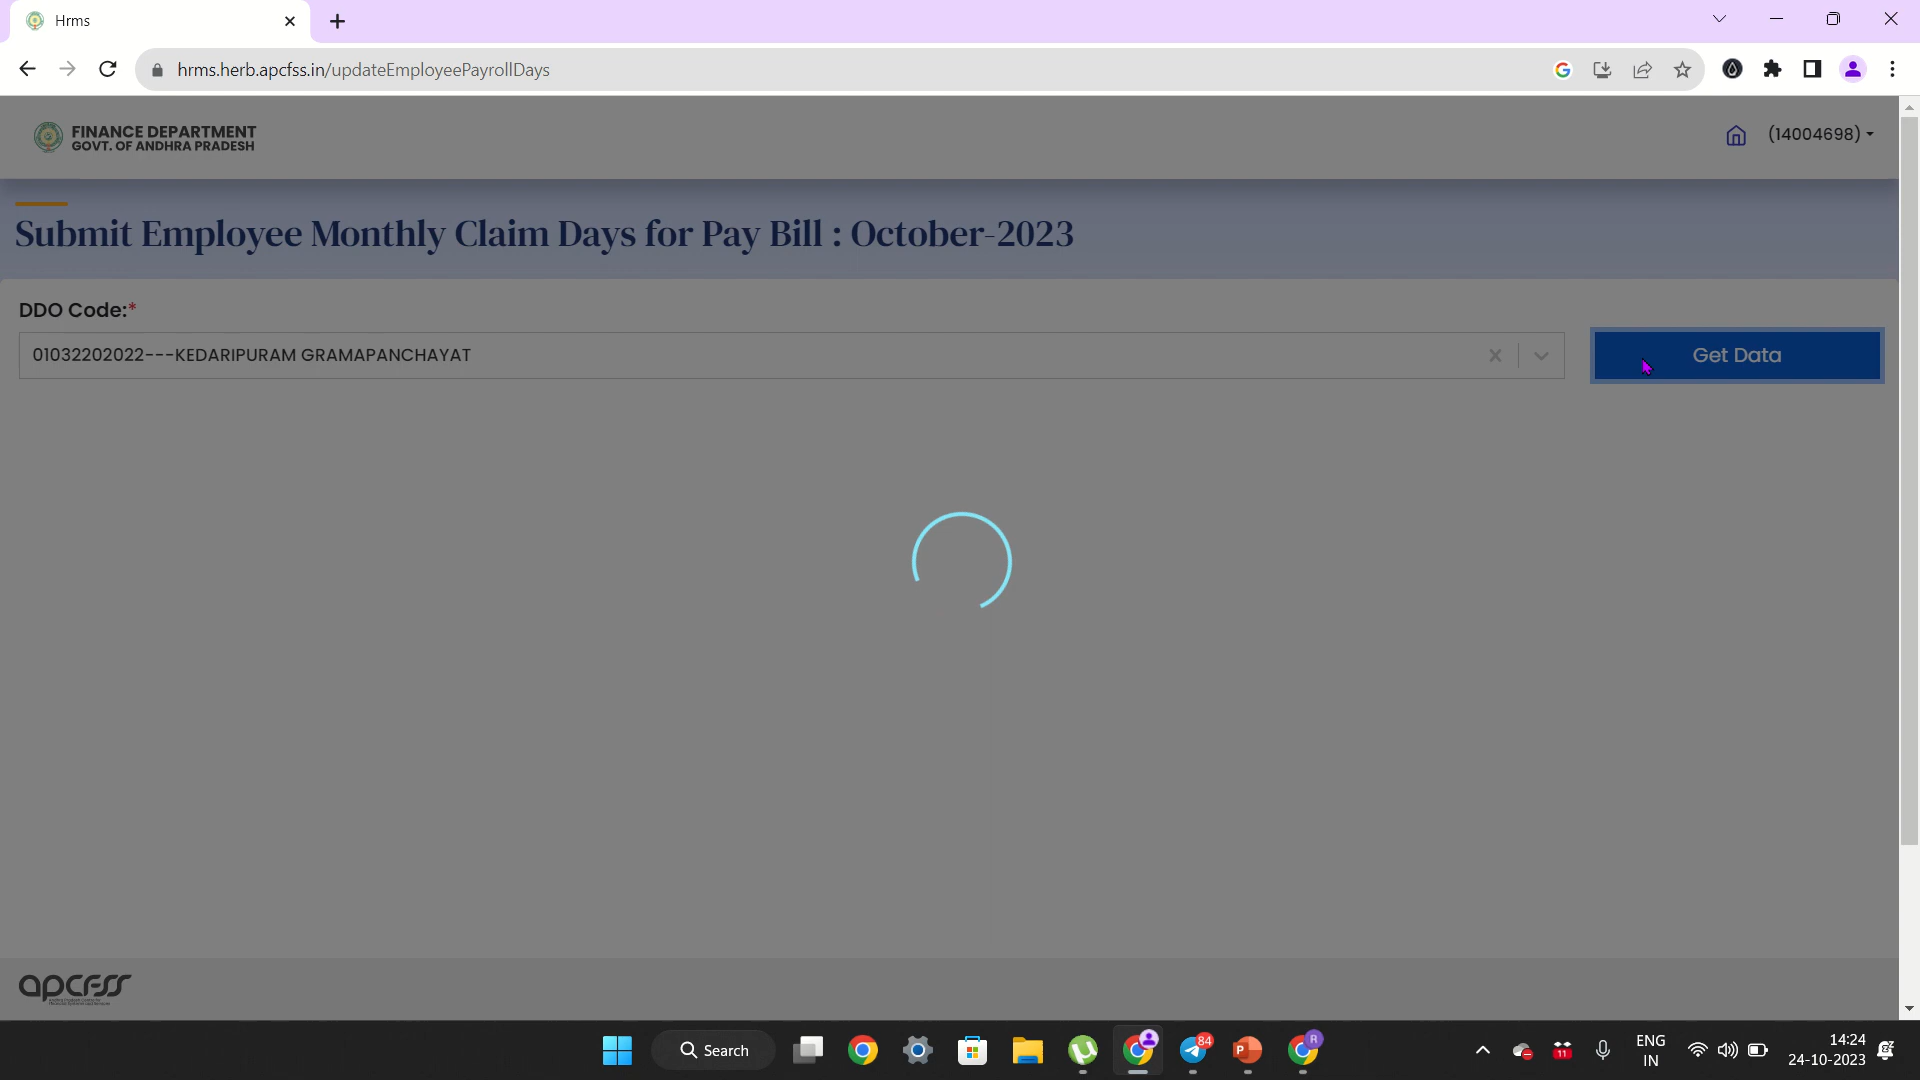 Hrms
hrms.herb.apcfss.in/updateEmployeePayrollDays
FINANCE DEPARTMENT
GOVT. OF ANDHRA PRADESH
(14004698)
Submit Employee Monthly Claim Days for Pay Bill : October-2023
DDO Code:*
01032202022---KEDARIPURAM GRAMAPANCHAYAT
Get Data
apcfss
Search
84
P
R
11
ENG
IN
14:24
24-10-2023